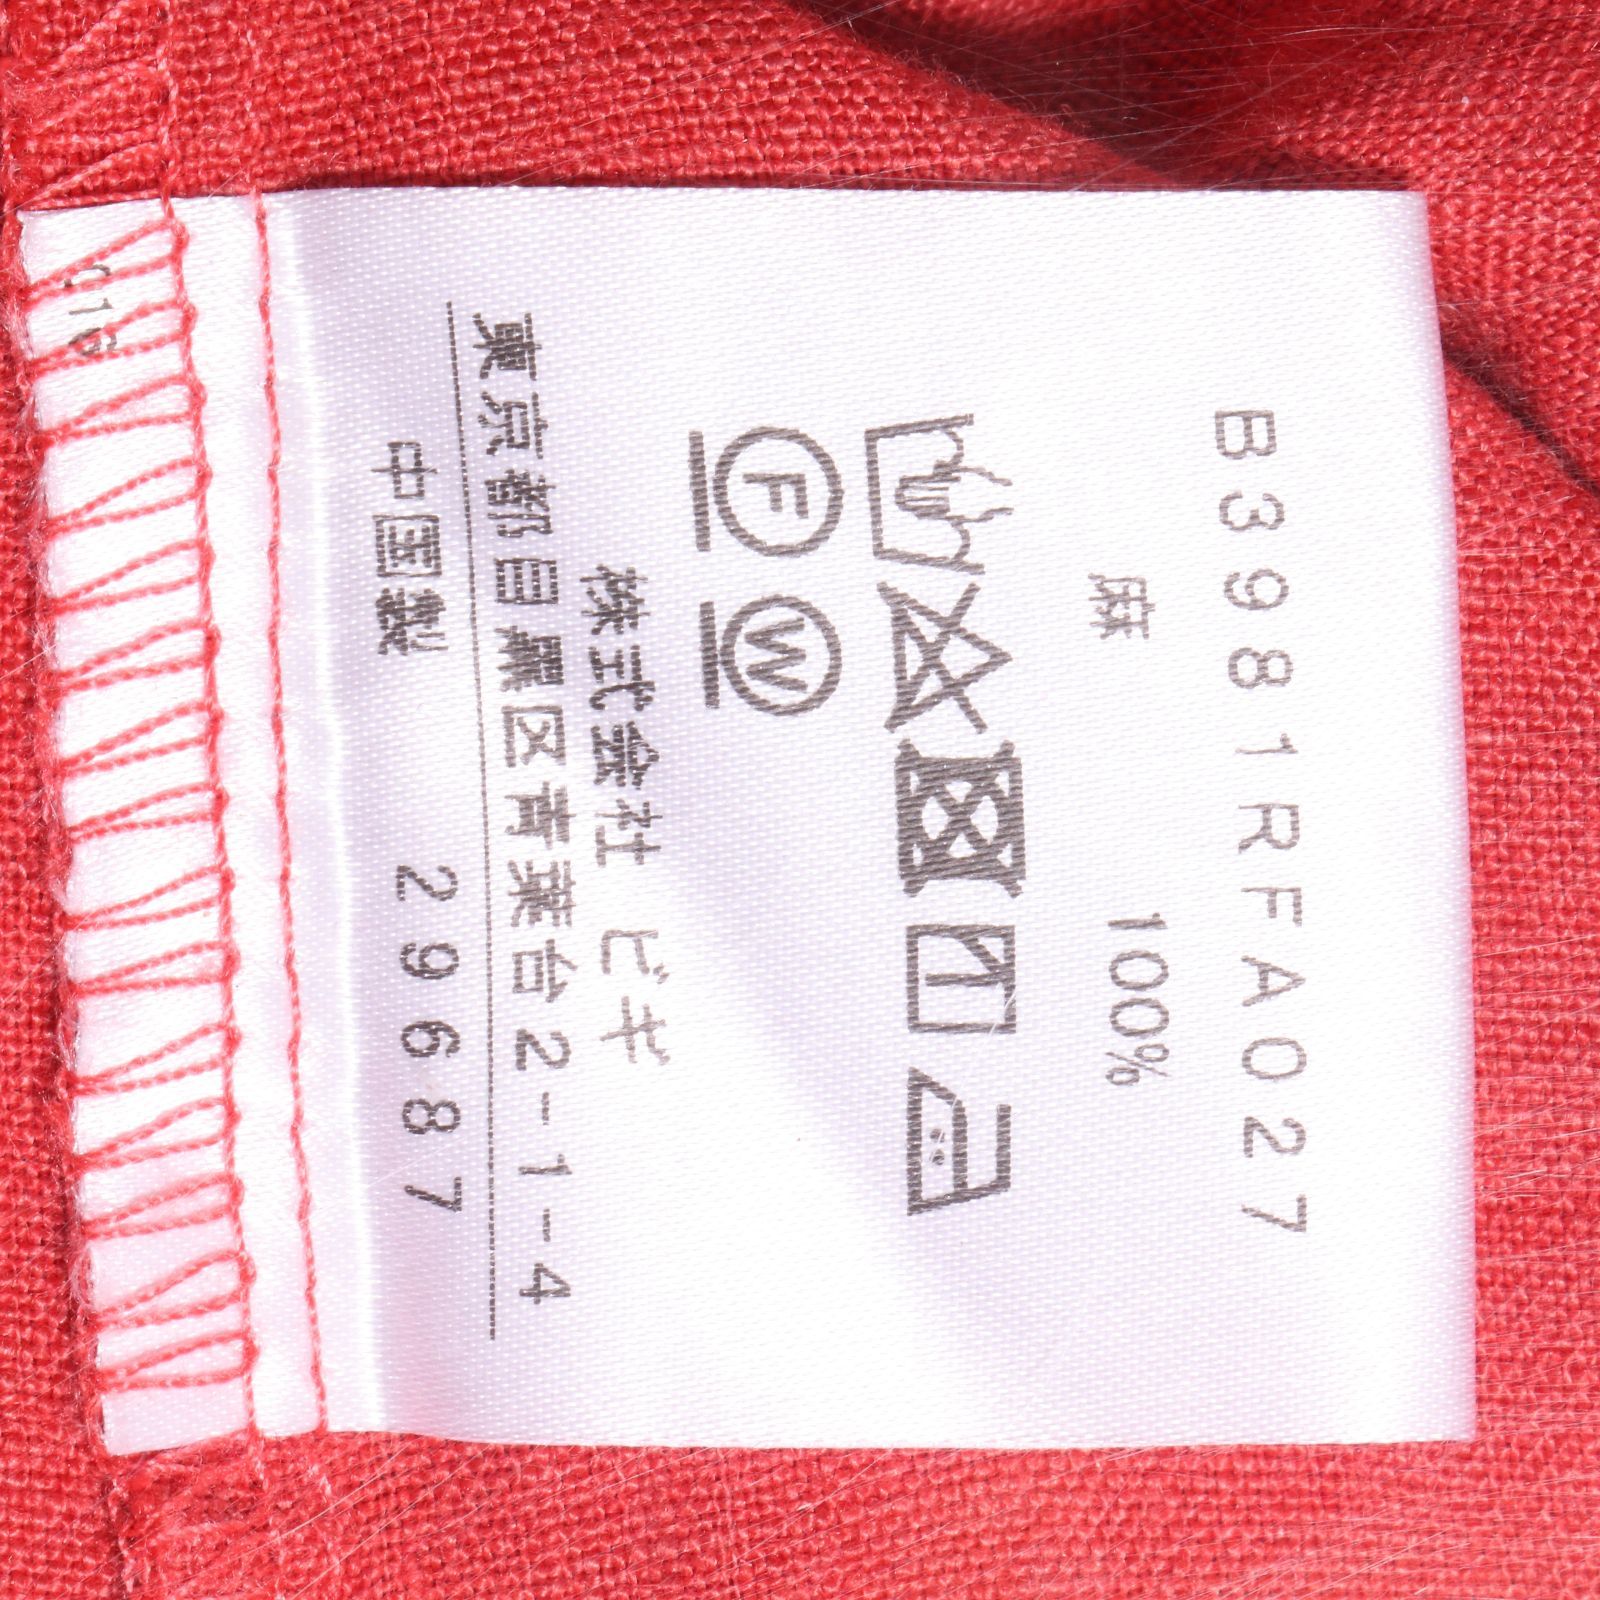 B3981RFA027
麻 100%
F W
株式会社 ビギ
東京都目黒区青葉台2-1-4
中国製 29687